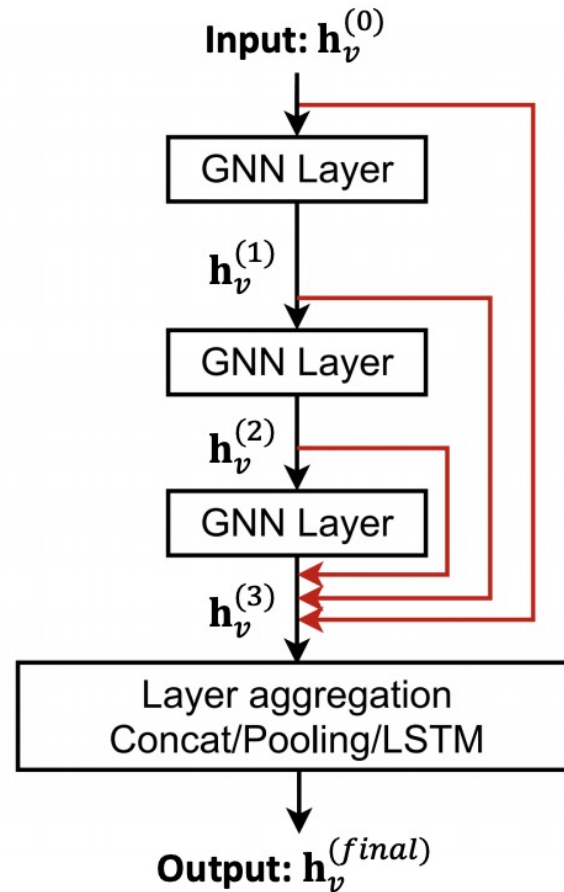 Input: h_v^(0)
GNN Layer
h_v^(1)
GNN Layer
h_v^(2)
GNN Layer
h_v^(3)
Layer aggregation
Concat/Pooling/LSTM
Output: h_v^(final)